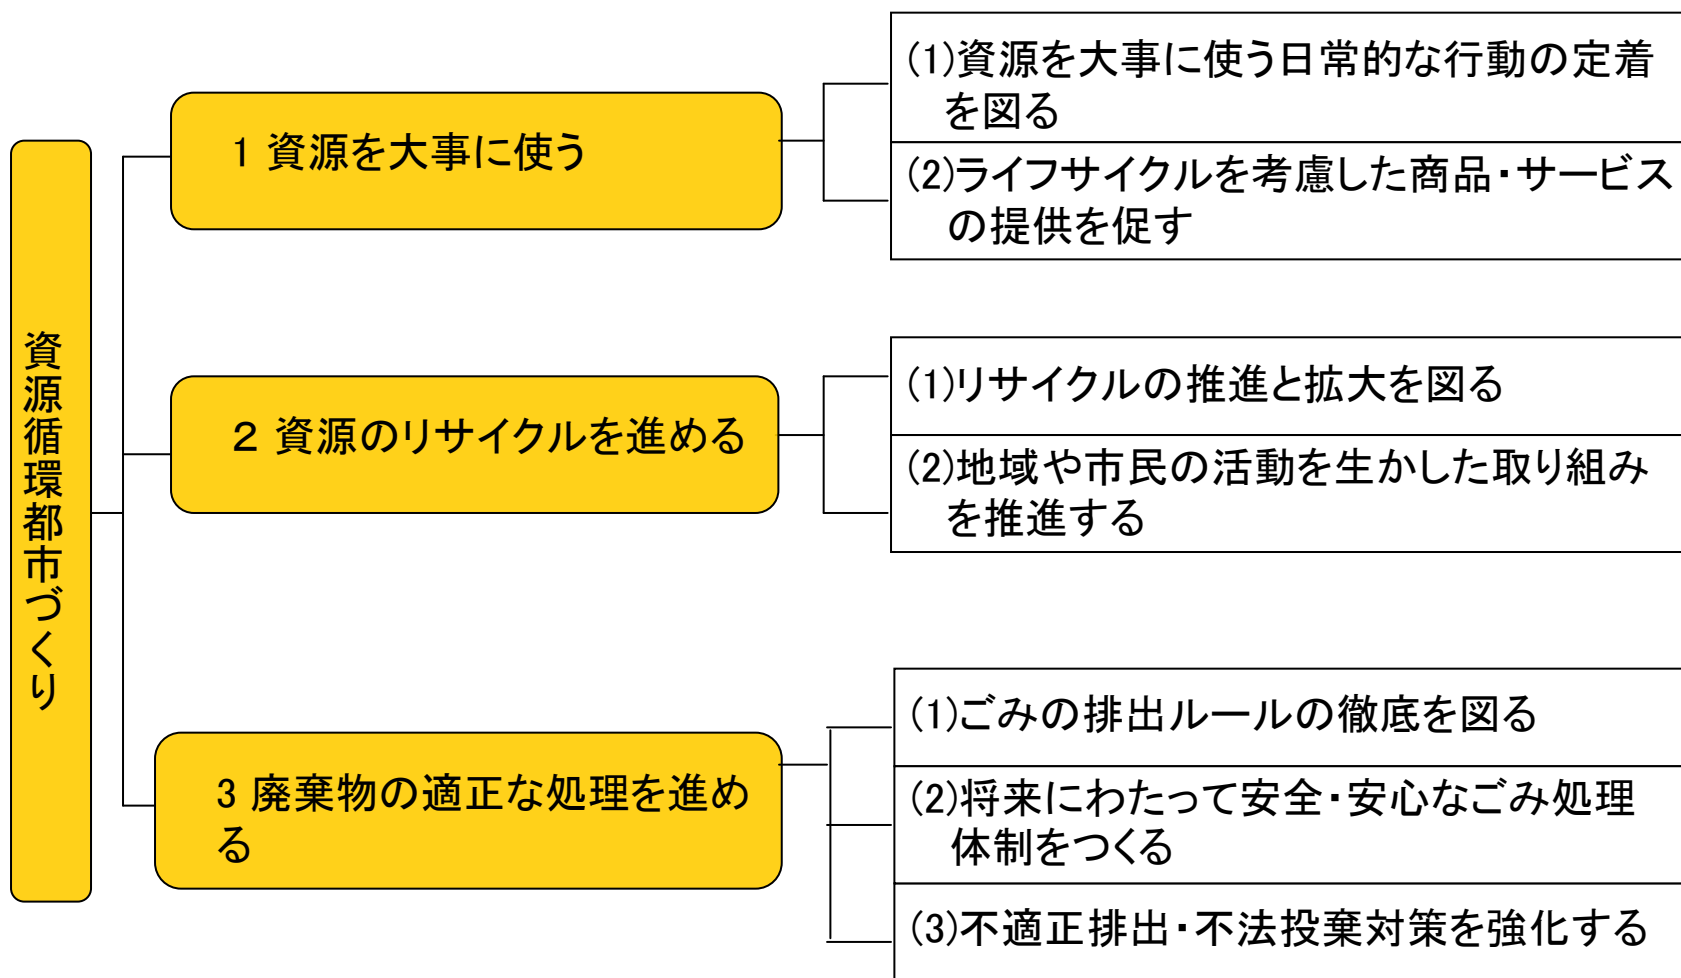 資源循環都市づくり
1 資源を大事に使う
(1)資源を大事に使う日常的な行動の定着
を図る
(2)ライフサイクルを考慮した商品・サービス
の提供を促す
2 資源のリサイクルを進める
(1)リサイクルの推進と拡大を図る
(2)地域や市民の活動を生かした取り組み
を推進する
3 廃棄物の適正な処理を進め
る
(1)ごみの排出ルールの徹底を図る
(2)将来にわたって安全・安心なごみ処理
体制をつくる
(3)不適正排出・不法投棄対策を強化する